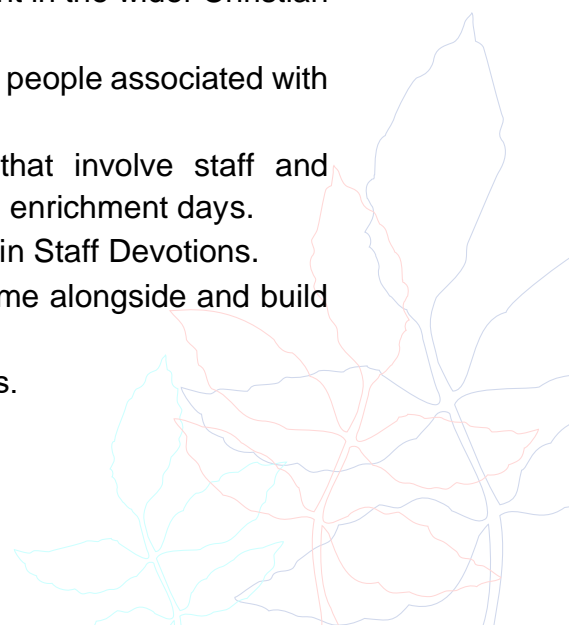 in the wider Christian
people associated with
that involve staff and
enrichment days.
in Staff Devotions.
me alongside and build
s.